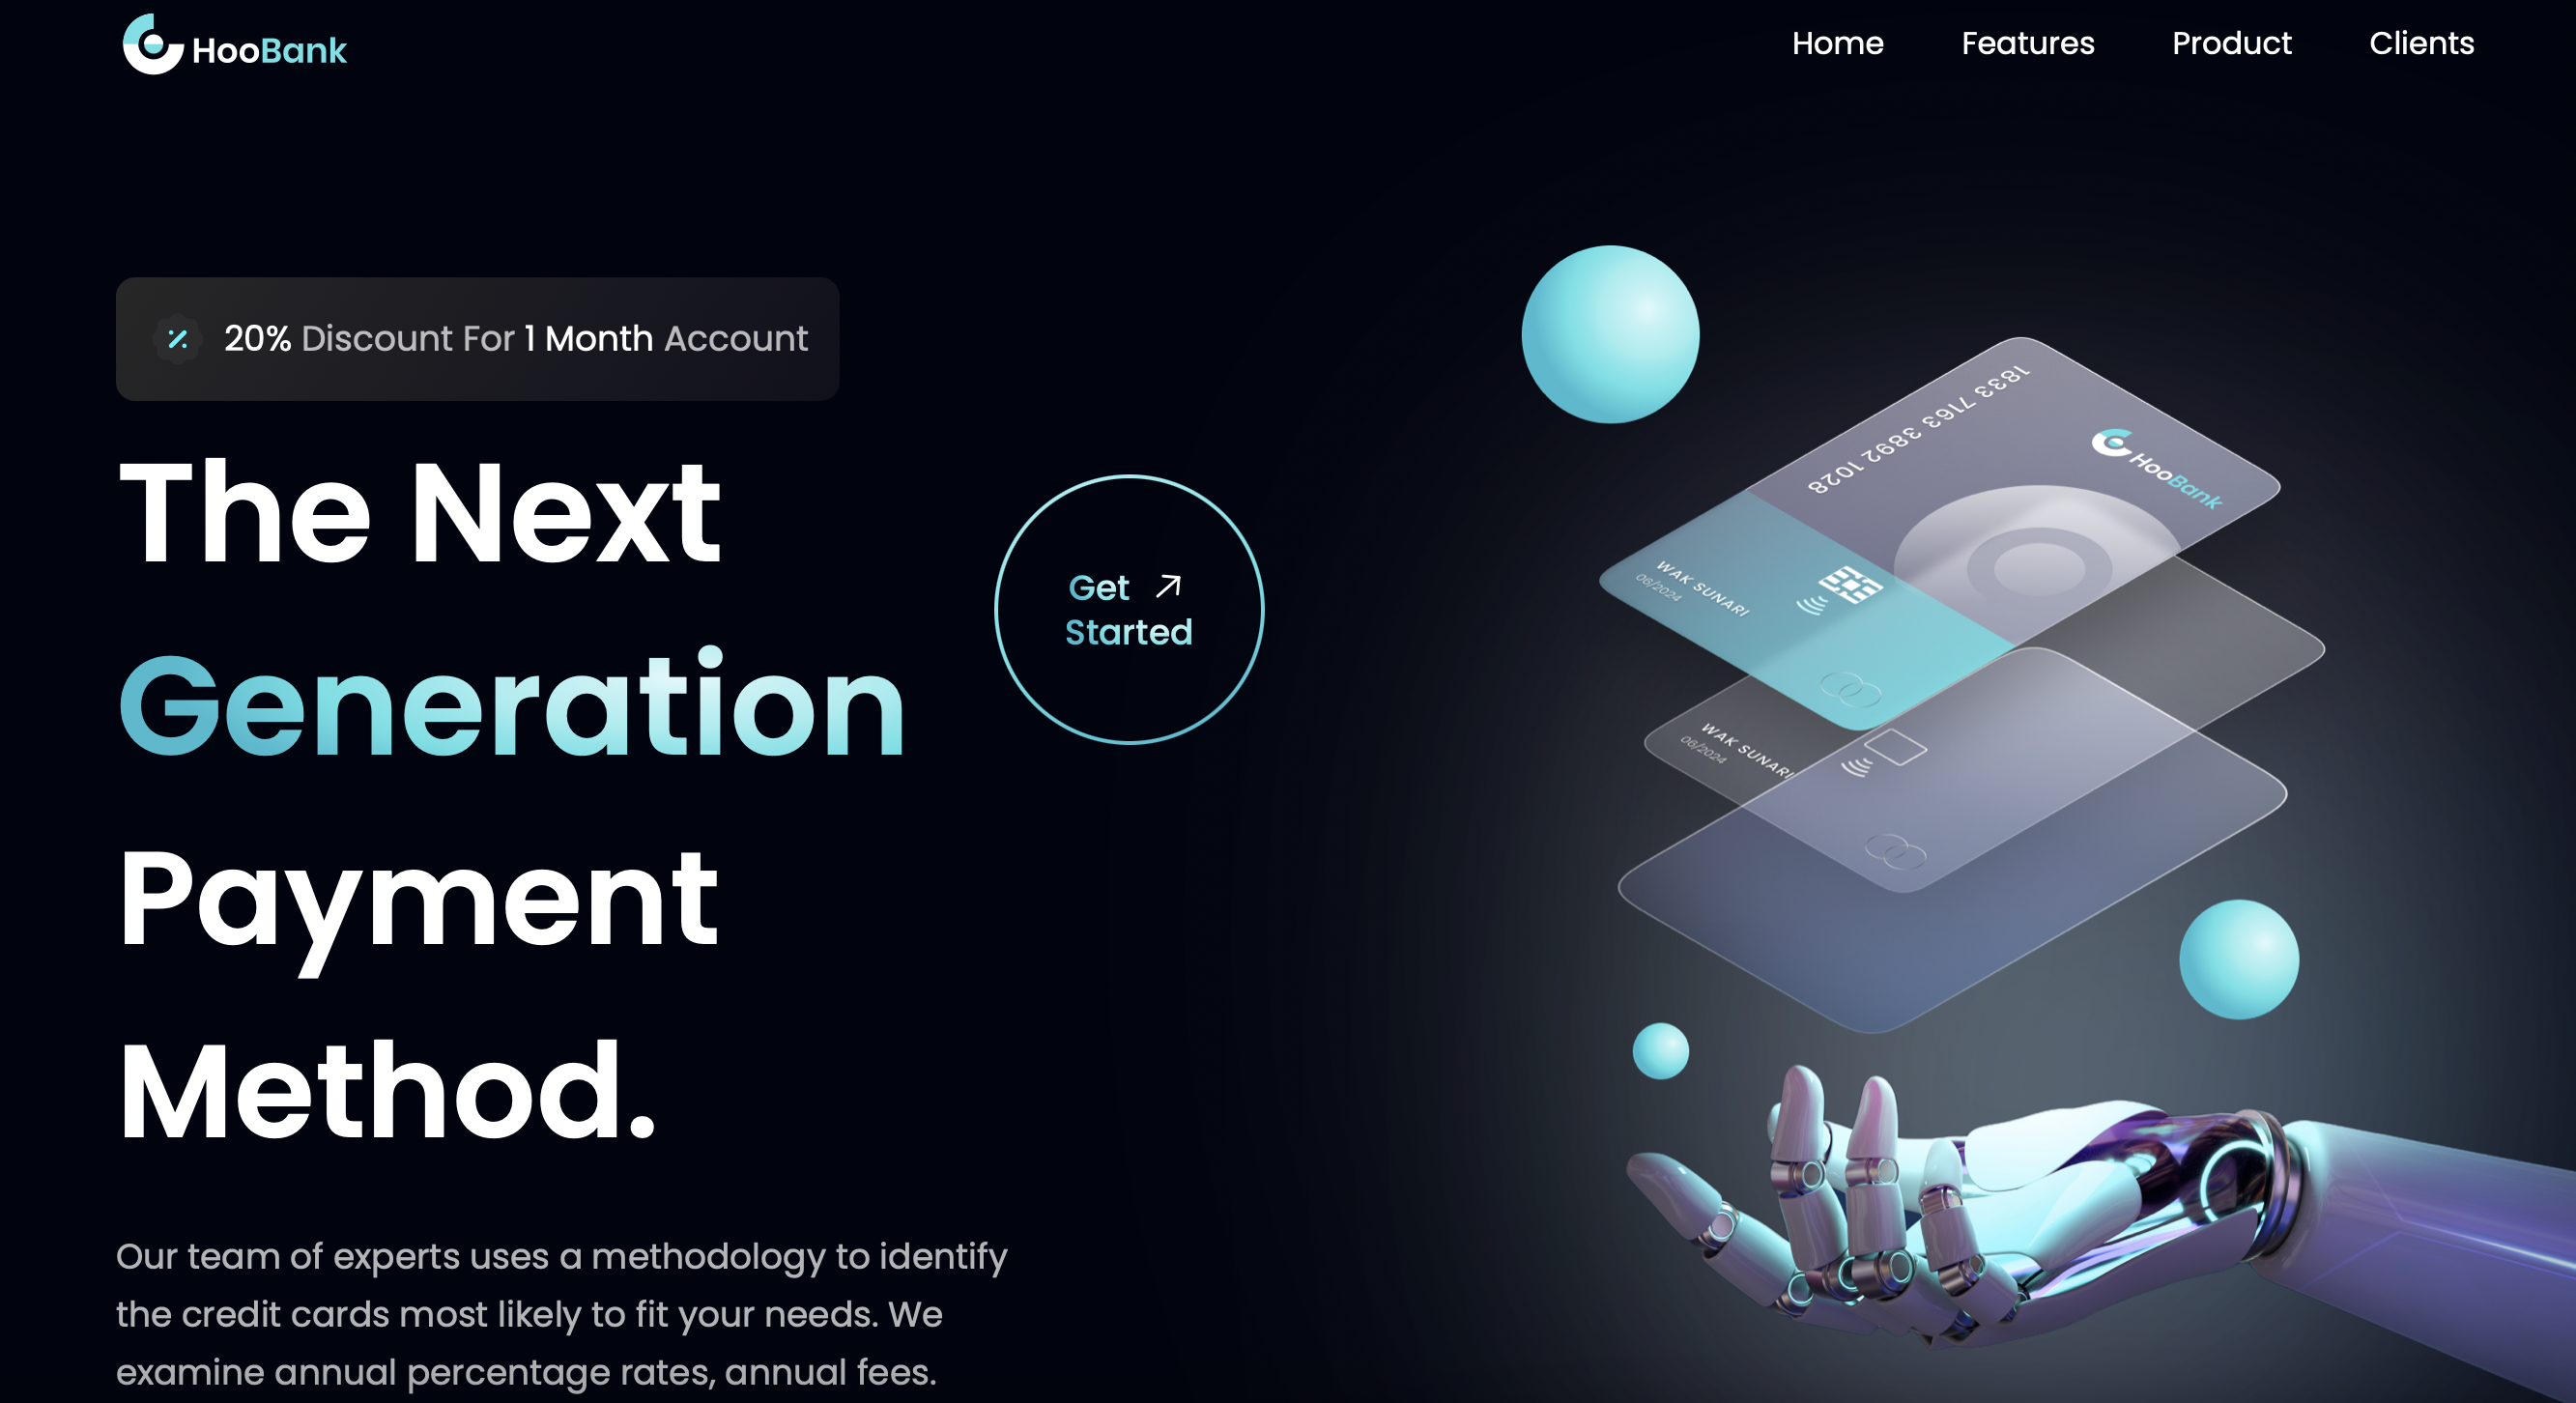 HooBank
Home
Features
Product
Clients
20% Discount For 1 Month Account
The Next
Generation
Payment
Method.
Get
Started
Our team of experts uses a methodology to identify
the credit cards most likely to fit your needs. We
examine annual percentage rates, annual fees.
1833 7163 3892 1028
HooBank
WAK SUNARI
06/2024
WAK SUNARI
06/2024